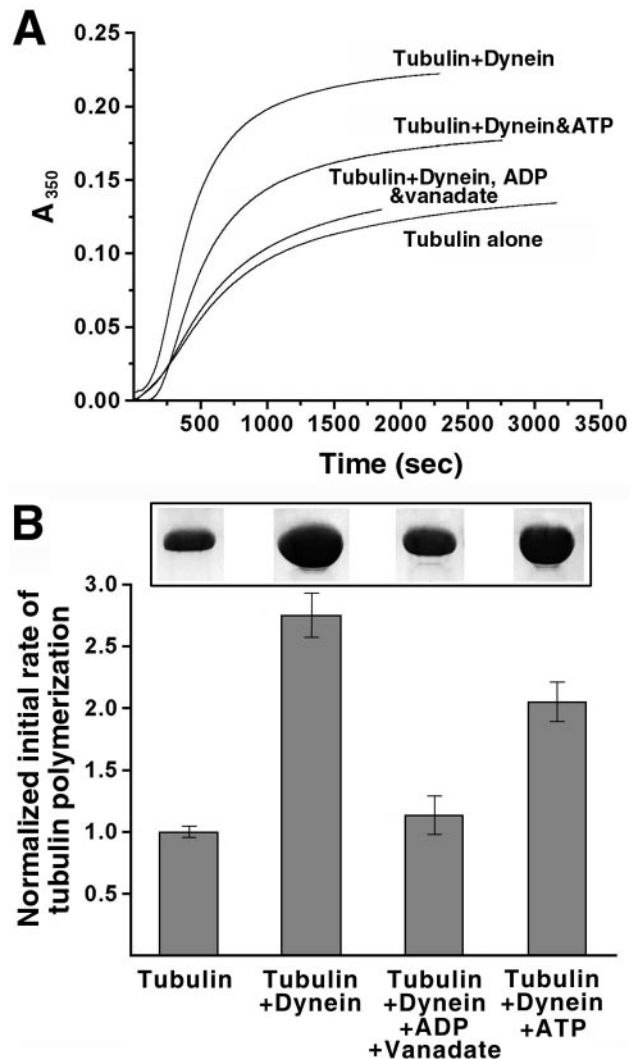 A
0.25
0.20
0.15
0.10
0.05
0.00
A350
Tubulin+Dynein
Tubulin+Dynein&ATP
Tubulin+Dynein, ADP
&vanadate
Tubulin alone
500 1000 1500 2000 2500 3000 3500
Time (sec)
B
3.0
2.5
2.0
1.5
1.0
0.5
Normalized initial rate of
tubulin polymerization
Tubulin Tubulin Tubulin Tubulin
+Dynein +Dynein +Dynein
+ADP +ATP
+Vanadate